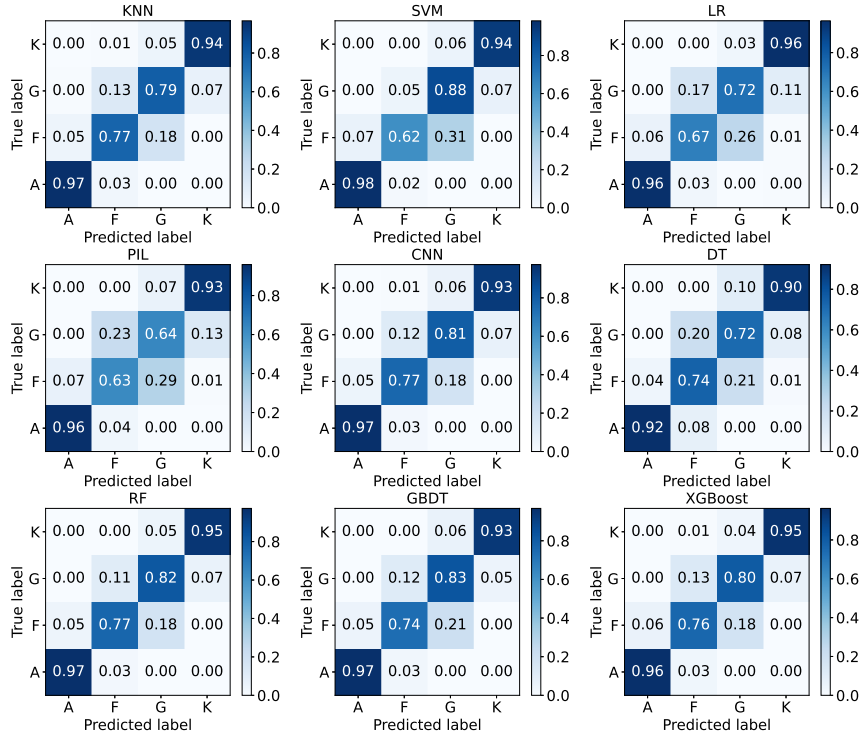 KNN SVM LR
K 0.00 0.01 0.05 0.94 0.8 K 0.00 0.00 0.06 0.94 0.8 K 0.00 0.00 0.03 0.96 0.8
G 0.00 0.13 0.79 0.07 0.6 G 0.00 0.05 0.88 0.07 0.6 G 0.00 0.17 0.72 0.11 0.6
True label True label True label
F 0.05 0.77 0.18 0.00 0.4 F 0.07 0.62 0.31 0.00 0.4 F 0.06 0.67 0.26 0.01 0.4
0.2 0.2 0.2
A 0.97 0.03 0.00 0.00 0.0 A 0.98 0.02 0.00 0.00 0.0 A 0.96 0.03 0.00 0.00 0.0
A F G K A F G K A F G K
Predicted label Predicted label Predicted label
PIL CNN DT
K 0.00 0.00 0.07 0.93 0.8 K 0.00 0.01 0.06 0.93 0.8 K 0.00 0.00 0.10 0.90 0.8
G 0.00 0.23 0.64 0.13 0.6 G 0.00 0.12 0.81 0.07 0.6 G 0.00 0.20 0.72 0.08 0.6
True label True label True label
F 0.07 0.63 0.29 0.01 0.4 F 0.05 0.77 0.18 0.00 0.4 F 0.04 0.74 0.21 0.01 0.4
0.2 0.2 0.2
A 0.96 0.04 0.00 0.00 0.0 A 0.97 0.03 0.00 0.00 0.0 A 0.92 0.08 0.00 0.00 0.0
A F G K A F G K A F G K
Predicted label Predicted label Predicted label
RF GBDT XGBoost
K 0.00 0.00 0.05 0.95 0.8 K 0.00 0.00 0.06 0.93 0.8 K 0.00 0.01 0.04 0.95 0.8
G 0.00 0.11 0.82 0.07 0.6 G 0.00 0.12 0.83 0.05 0.6 G 0.00 0.13 0.80 0.07 0.6
True label True label True label
F 0.05 0.77 0.18 0.00 0.4 F 0.05 0.74 0.21 0.00 0.4 F 0.06 0.76 0.18 0.00 0.4
0.2 0.2 0.2
A 0.97 0.03 0.00 0.00 0.0 A 0.97 0.03 0.00 0.00 0.0 A 0.96 0.03 0.00 0.00 0.0
A F G K A F G K A F G K
Predicted label Predicted label Predicted label